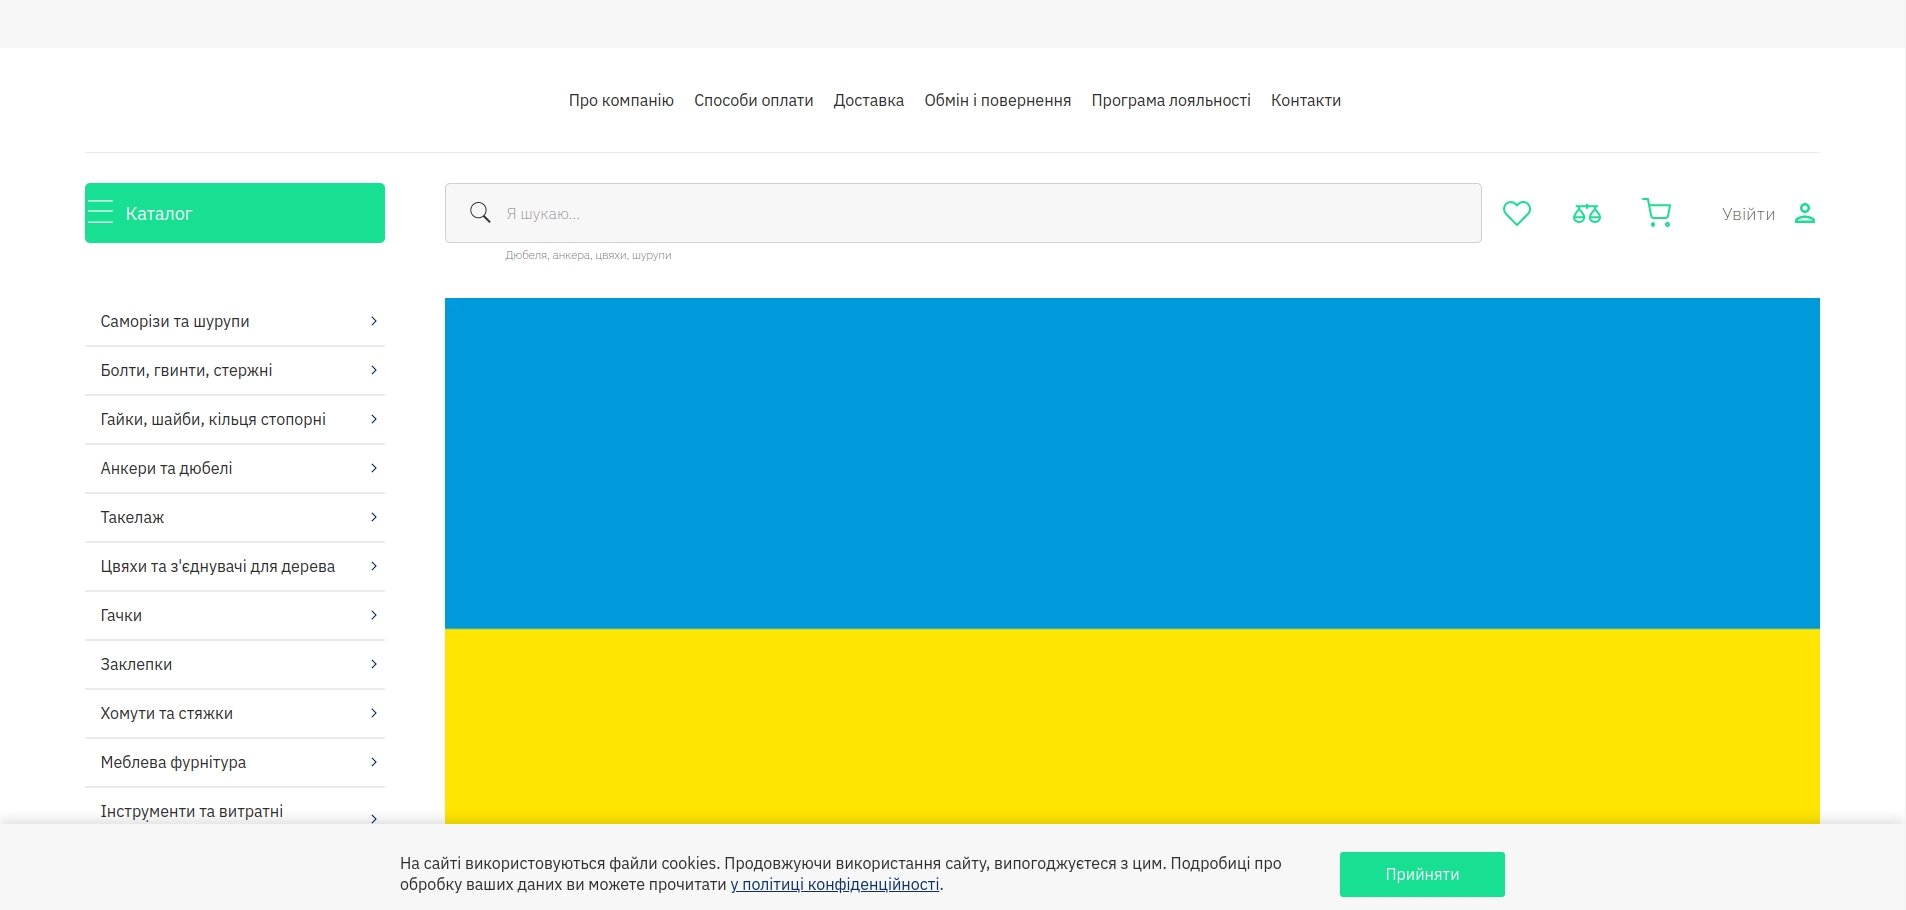 Про компанію Способи оплати Доставка Обмін і повернення Програма лояльності Контакти
Каталог
Я шукаю...
Увійти
Дюбеля, анкера, цвяхи, шурупи
Саморізи та шурупи
Болти, гвинти, стержні
Гайки, шайби, кільця стопорні
Анкери та дюбелі
Такелаж
Цвяхи та з'єднувачі для дерева
Гачки
Заклепки
Хомути та стяжки
Меблева фурнітура
Інструменти та витратні
На сайті використовуються файли cookies. Продовжуючи використання сайту, випогоджуєтеся з цим. Подробиці про
обробку ваших даних ви можете прочитати у політиці конфіденційності.
Прийняти